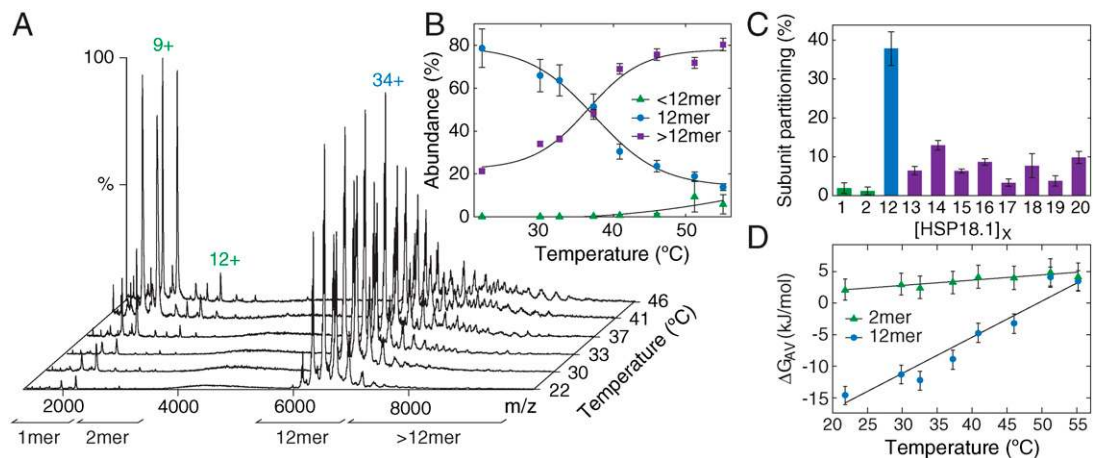 A
100
%
9+
12+
34+
46
41
37
33
30
22
Temperature (°C)
2000
4000
6000
8000
m/z
1mer
2mer
12mer
>12mer
B
80
60
40
20
0
Abundance (%)
<12mer
12mer
>12mer
30
40
50
Temperature (°C)
C
40
30
20
10
0
Subunit partitioning (%)
1 2 12 13 14 15 16 17 18 19 20
[HSP18.1]X
D
5
0
-5
-10
-15
ΔGAV (kJ/mol)
2mer
12mer
20 25 30 35 40 45 50 55
Temperature (°C)